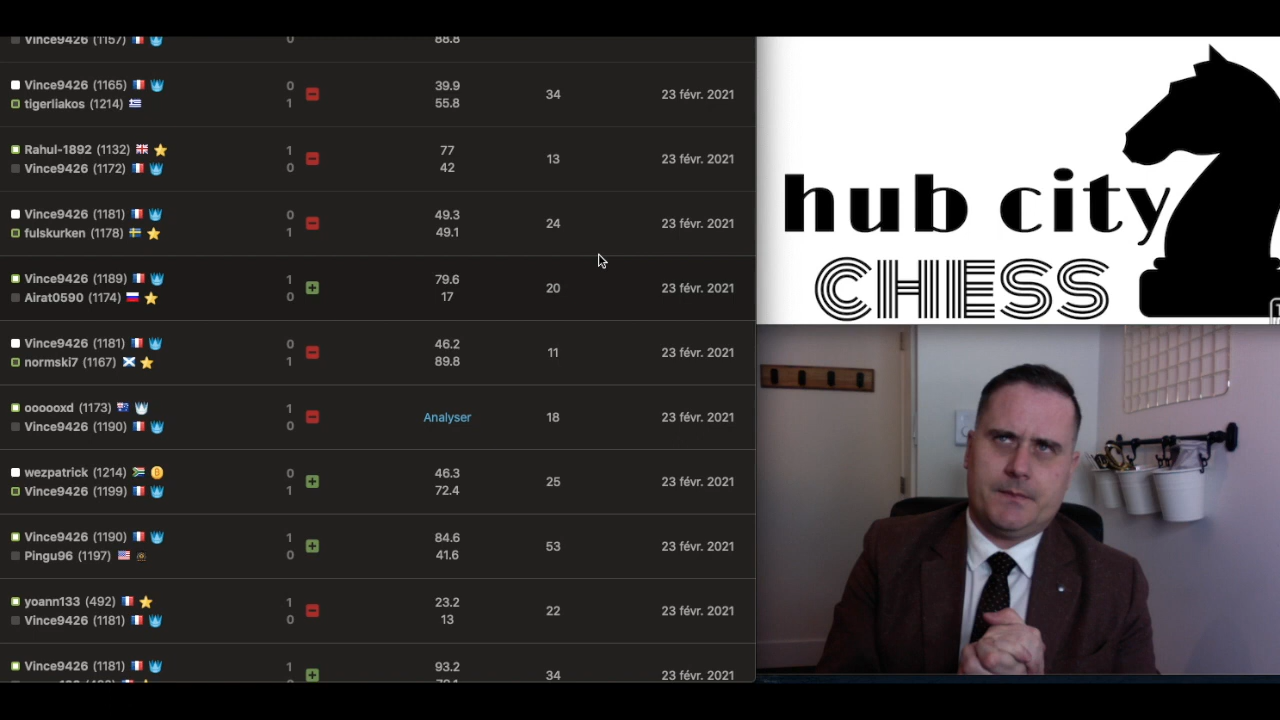 Vince9426 (1157)
0
88.8
Vince9426 (1165)
tigerliakos (1214)
0
1
39.9
55.8
34
23 févr. 2021
Rahul-1892 (1132)
Vince9426 (1172)
1
0
77
42
13
23 févr. 2021
Vince9426 (1181)
fulskurken (1178)
0
1
49.3
49.1
24
23 févr. 2021
Vince9426 (1189)
Airat0590 (1174)
1
0
79.6
17
20
23 févr. 2021
Vince9426 (1181)
normski7 (1167)
0
1
46.2
89.8
11
23 févr. 2021
oooooxd (1173)
Vince9426 (1190)
1
0
Analyser
18
23 févr. 2021
wezpatrick (1214)
Vince9426 (1199)
0
1
46.3
72.4
25
23 févr. 2021
Vince9426 (1190)
Pingu96 (1197)
1
0
84.6
41.6
53
23 févr. 2021
yoann133 (492)
Vince9426 (1181)
1
0
23.2
13
22
23 févr. 2021
Vince9426 (1181)
1
93.2
34
23 févr. 2021
hub city
CHESS